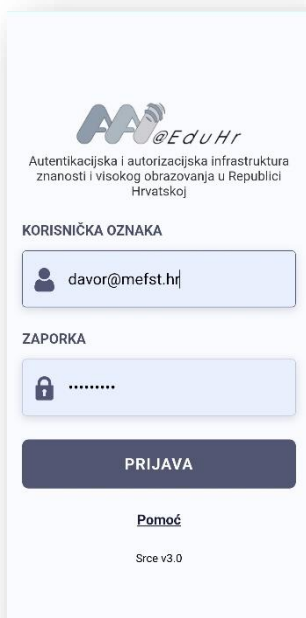 AAI@EduHr
Autentikacijska i autorizacijska infrastruktura
znanosti i visokog obrazovanja u Republici
Hrvatskoj
KORISNIČKA OZNAKA
davor@mefst.hr
ZAPORKA
•••••••••
PRIJAVA
Pomoć
Srce v3.0